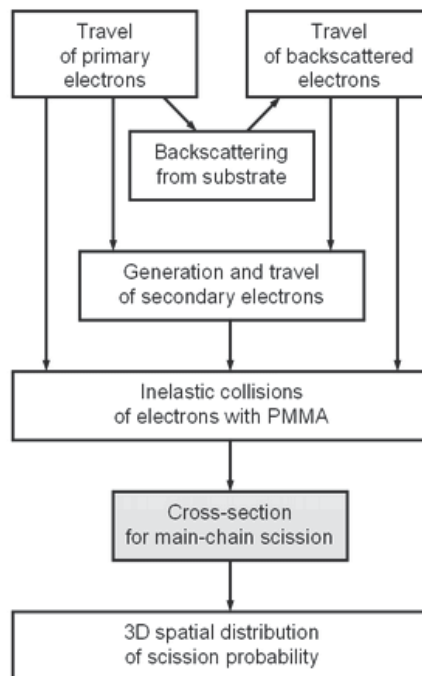 Travel
of primary
electrons
Travel
of backscattered
electrons
Backscattering
from substrate
Generation and travel
of secondary electrons
Inelastic collisions
of electrons with PMMA
Cross-section
for main-chain scission
3D spatial distribution
of scission probability